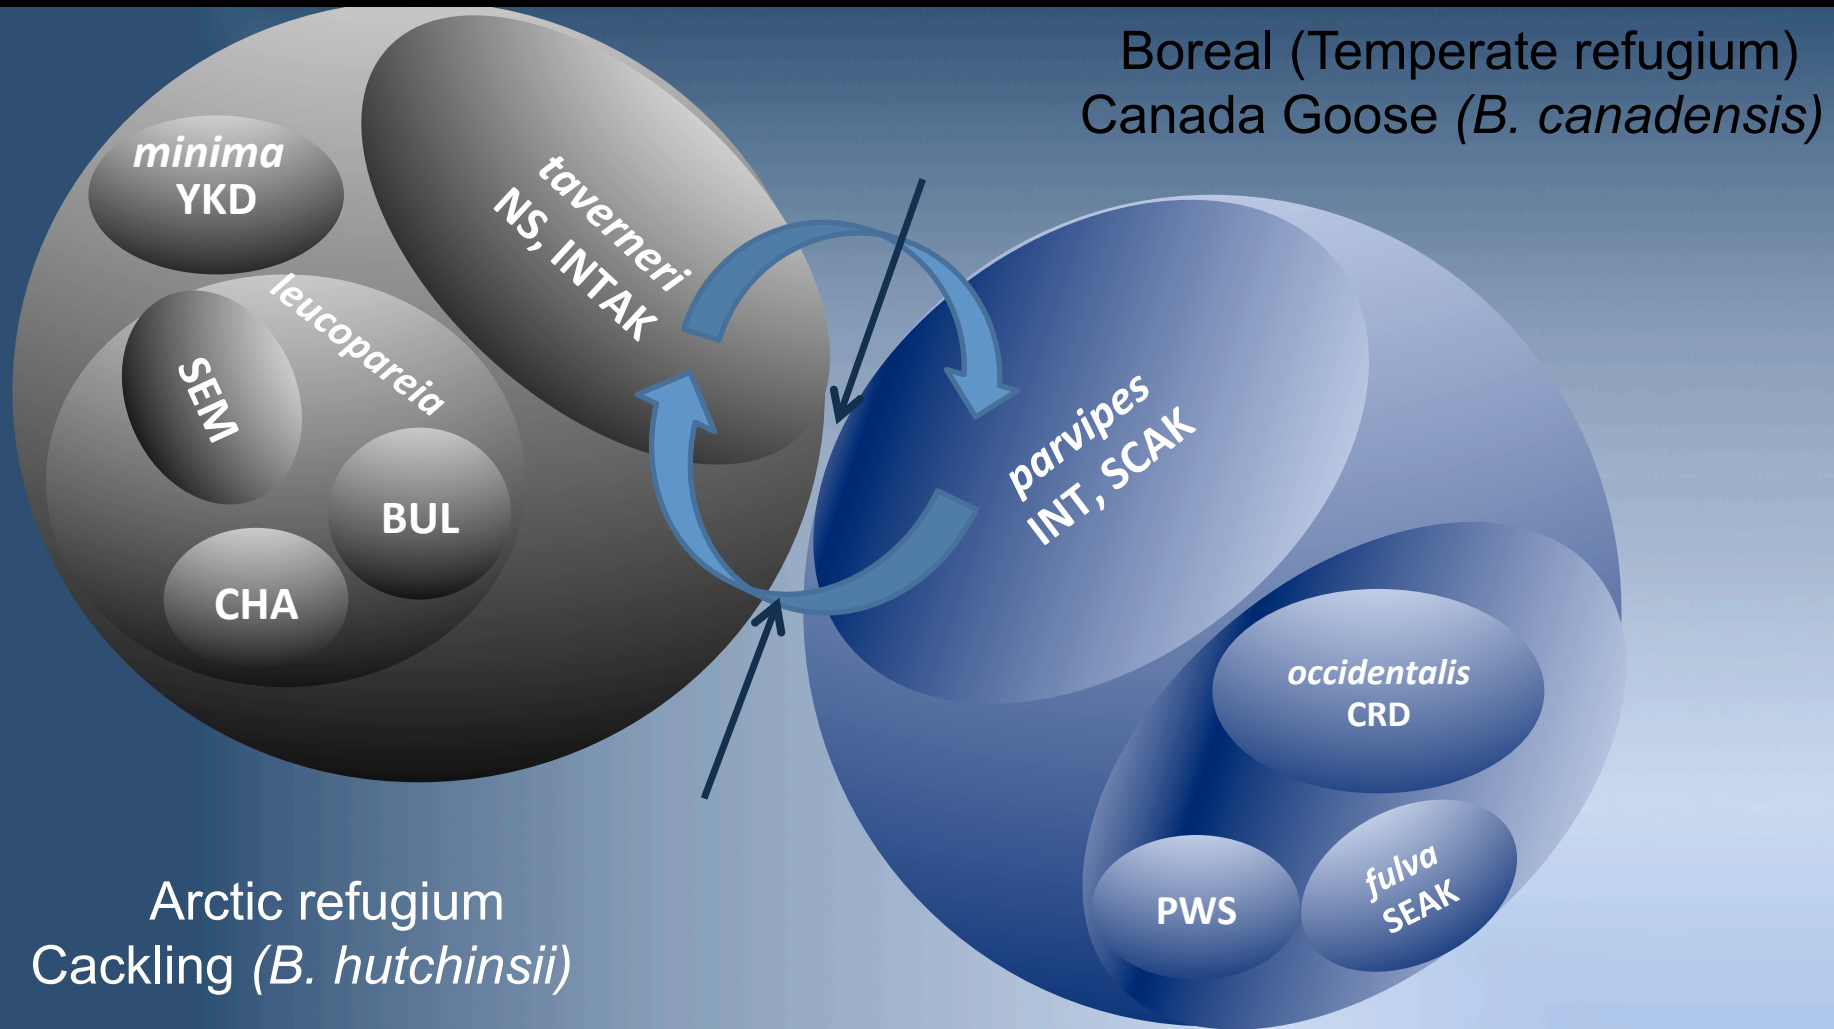 Boreal (Temperate refugium)
Canada Goose (B. canadensis)
minima
YKD
taverneri
NS, INTAK
leucopareia
SEM
BUL
CHA
parvipes
INT, SCAK
occidentalis
CRD
PWS
fulva
SEAK
Arctic refugium
Cackling (B. hutchinsii)